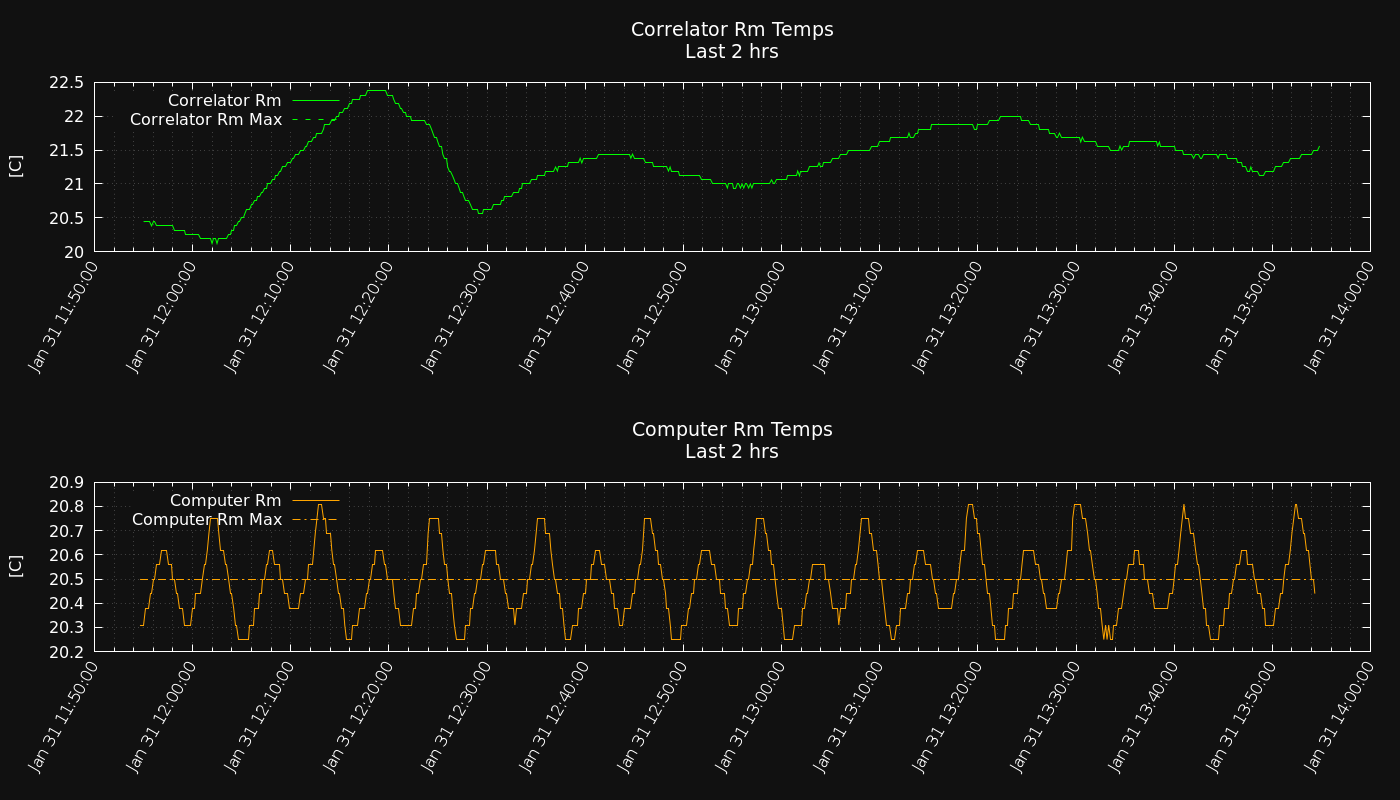 Correlator Rm Temps
Last 2 hrs
22.5
22
21.5
21
20.5
20
[C]
Correlator Rm
Correlator Rm Max
Jan 31 11:50:00
Jan 31 12:00:00
Jan 31 12:10:00
Jan 31 12:20:00
Jan 31 12:30:00
Jan 31 12:40:00
Jan 31 12:50:00
Jan 31 13:00:00
Jan 31 13:10:00
Jan 31 13:20:00
Jan 31 13:30:00
Jan 31 13:40:00
Jan 31 13:50:00
Jan 31 14:00:00
Computer Rm Temps
Last 2 hrs
20.9
20.8
20.7
20.6
20.5
20.4
20.3
20.2
[C]
Computer Rm
Computer Rm Max
Jan 31 11:50:00
Jan 31 12:00:00
Jan 31 12:10:00
Jan 31 12:20:00
Jan 31 12:30:00
Jan 31 12:40:00
Jan 31 12:50:00
Jan 31 13:00:00
Jan 31 13:10:00
Jan 31 13:20:00
Jan 31 13:30:00
Jan 31 13:40:00
Jan 31 13:50:00
Jan 31 14:00:00